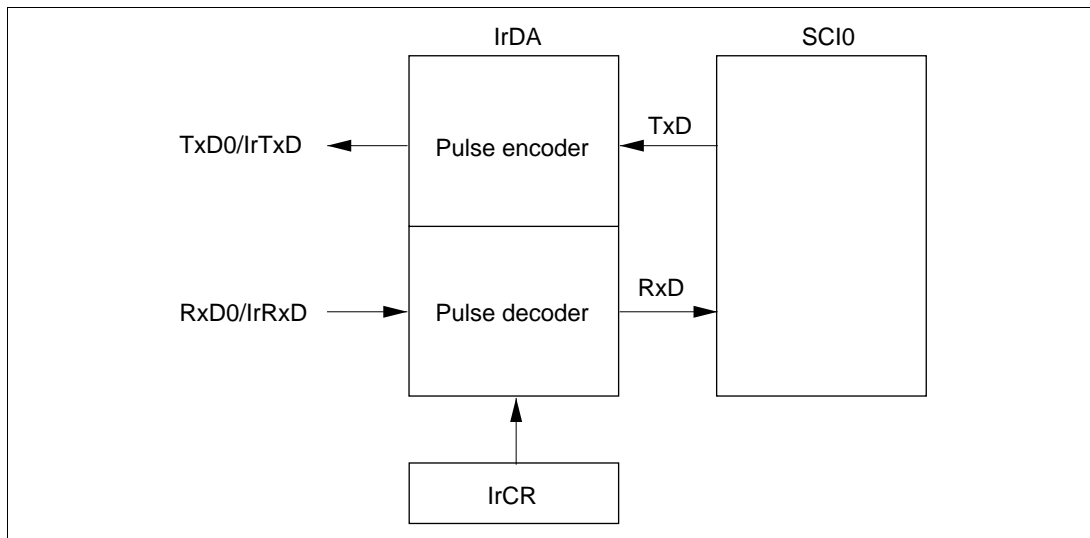 IrDA
SCI0
TxD0/IrTxD
Pulse encoder
TxD
RxD0/IrRxD
Pulse decoder
RxD
IrCR